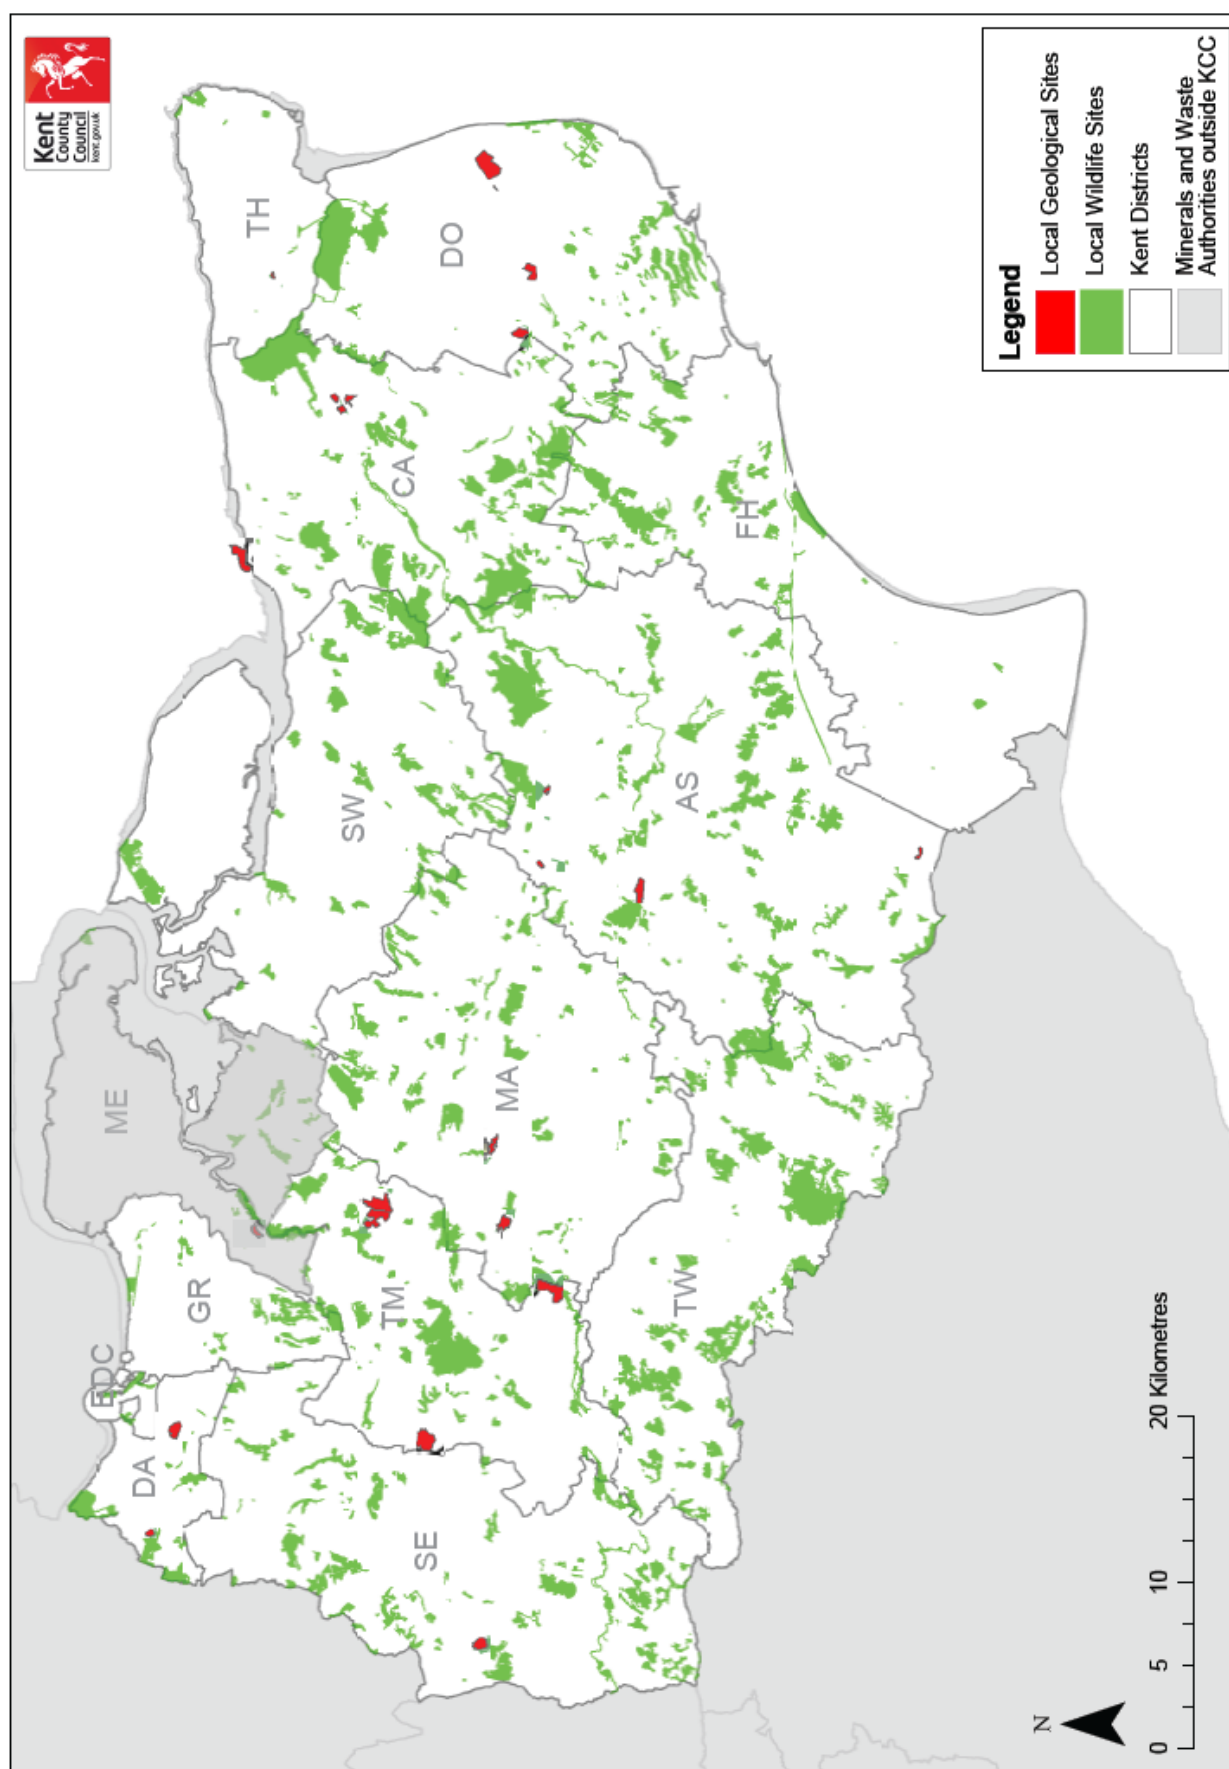 Kent
County
Council
kent.gov.uk
TH
DO
CA
FH
SW
AS
ME
MA
GR
TM
TW
EDC
DA
SE
Legend
Local Geological Sites
Local Wildlife Sites
Kent Districts
Minerals and Waste
Authorities outside KCC
N
0 5 10 20 Kilometres